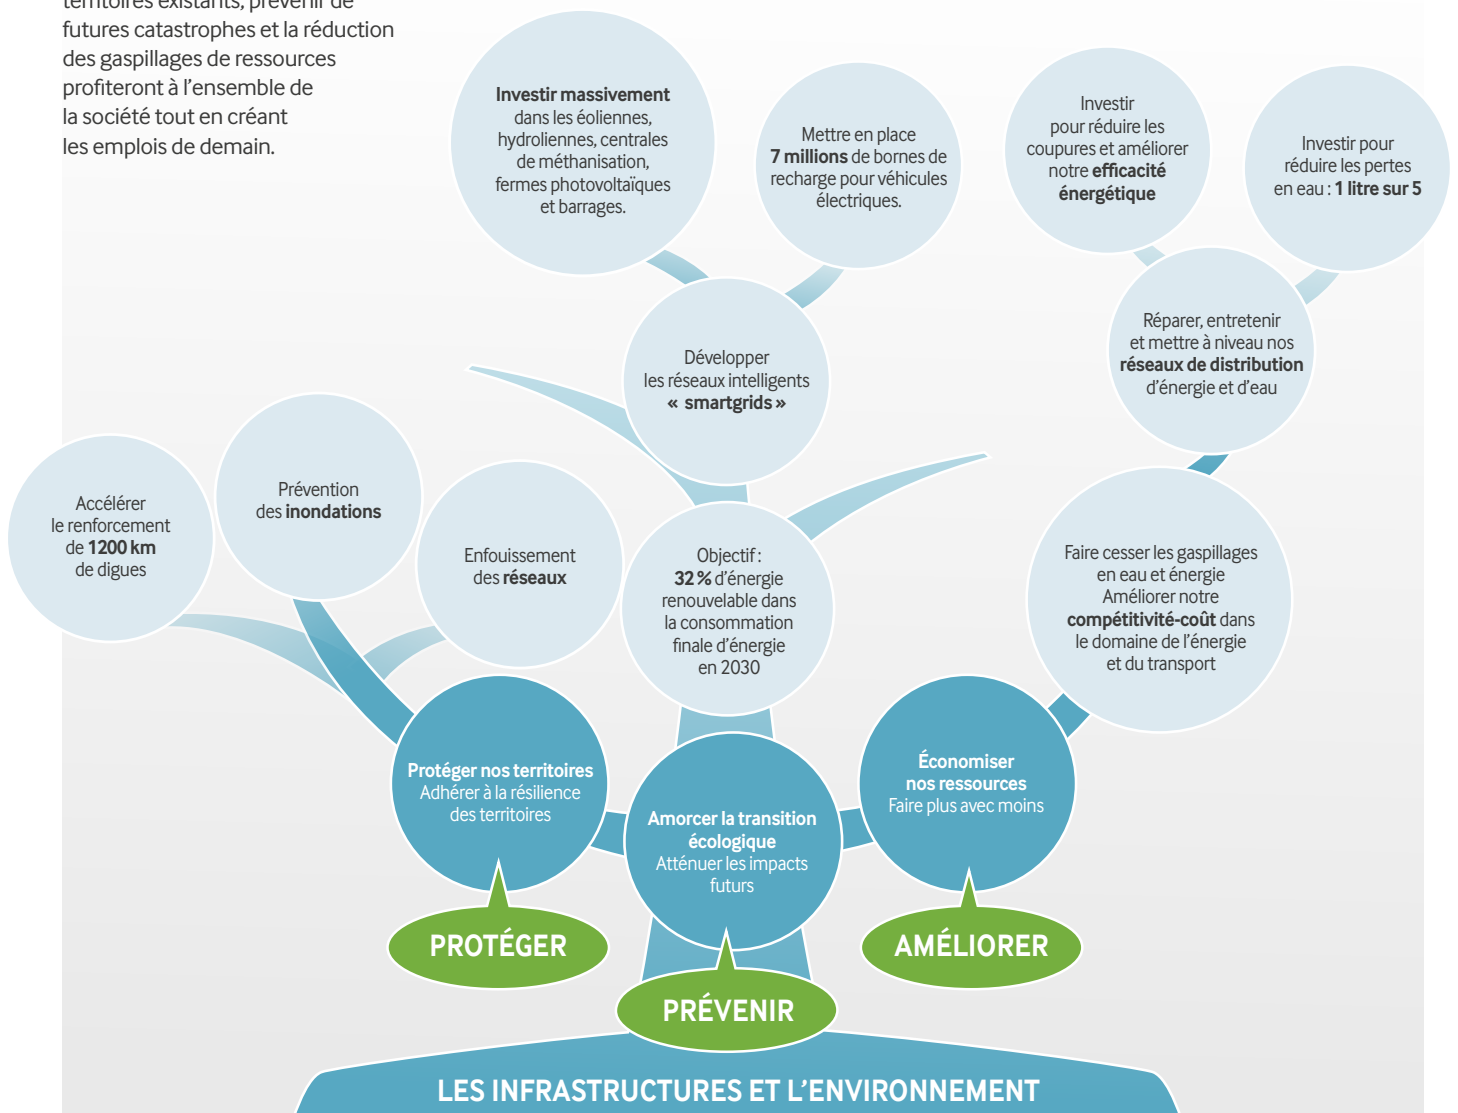 territoires existants, prévenir de
futures catastrophes et la réduction
des gaspillages de ressources
profiteront à l'ensemble de
la société tout en créant
les emplois de demain.
Investir massivement
dans les éoliennes,
hydroliennes, centrales
de méthanisation,
fermes photovoltaïques
et barrages.
Mettre en place
7 millions de bornes de
recharge pour véhicules
électriques.
Investir
pour réduire les
coupures et améliorer
notre efficacité
énergétique
Investir pour
réduire les pertes
en eau : 1 litre sur 5
Développer
les réseaux intelligents
« smartgrids »
Réparer, entretenir
et mettre à niveau nos
réseaux de distribution
d'énergie et d'eau
Accélérer
le renforcement
de 1200 km
de digues
Prévention
des inondations
Enfouissement
des réseaux
Objectif :
32 % d'énergie
renouvelable dans
la consommation
finale d'énergie
en 2030
Faire cesser les gaspillages
en eau et énergie
Améliorer notre
compétitivité-coût dans
le domaine de l'énergie
et du transport
Protéger nos territoires
Adhérer à la résilience
des territoires
Amorcer la transition
écologique
Atténuer les impacts
futurs
Économiser
nos ressources
Faire plus avec moins
PROTÉGER
PRÉVENIR
AMÉLIORER
LES INFRASTRUCTURES ET L'ENVIRONNEMENT